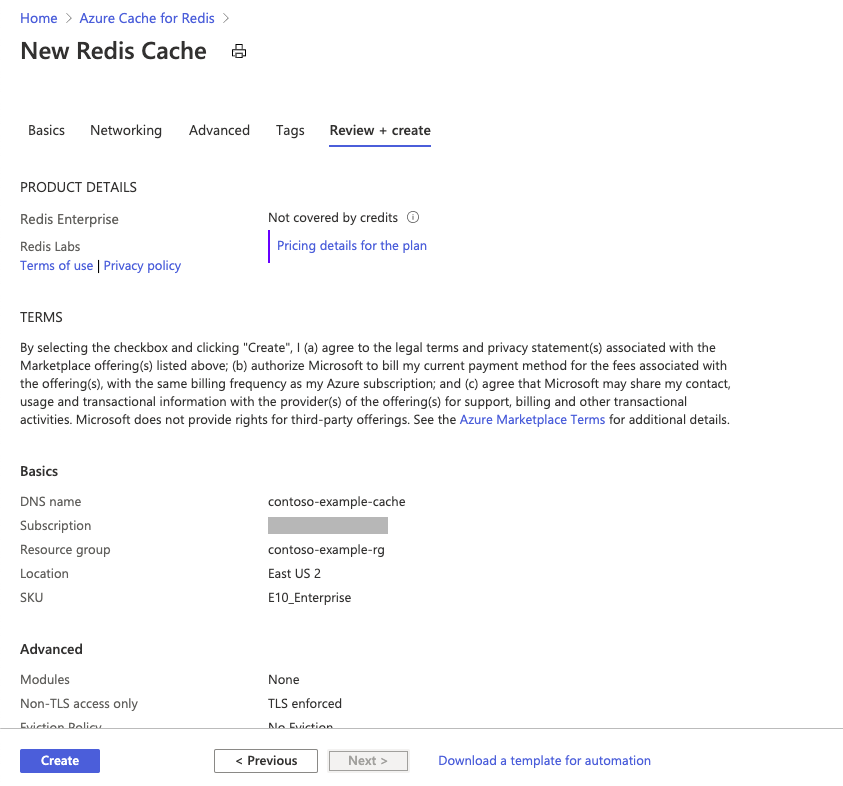 Home > Azure Cache for Redis >
New Redis Cache
Basics Networking Advanced Tags Review + create
PRODUCT DETAILS
Redis Enterprise
Not covered by credits
Redis Labs
Pricing details for the plan
Terms of use | Privacy policy
TERMS
By selecting the checkbox and clicking "Create", I (a) agree to the legal terms and privacy statement(s) associated with the
Marketplace offering(s) listed above; (b) authorize Microsoft to bill my current payment method for the fees associated with
the offering(s), with the same billing frequency as my Azure subscription; and (c) agree that Microsoft may share my contact,
usage and transactional information with the provider(s) of the offering(s) for support, billing and other transactional
activities. Microsoft does not provide rights for third-party offerings. See the Azure Marketplace Terms for additional details.
Basics
DNS name contoso-example-cache
Subscription
Resource group contoso-example-rg
Location East US 2
SKU E10_Enterprise
Advanced
Modules None
Non-TLS access only TLS enforced
Eviction Policy No Eviction
Create < Previous Next > Download a template for automation